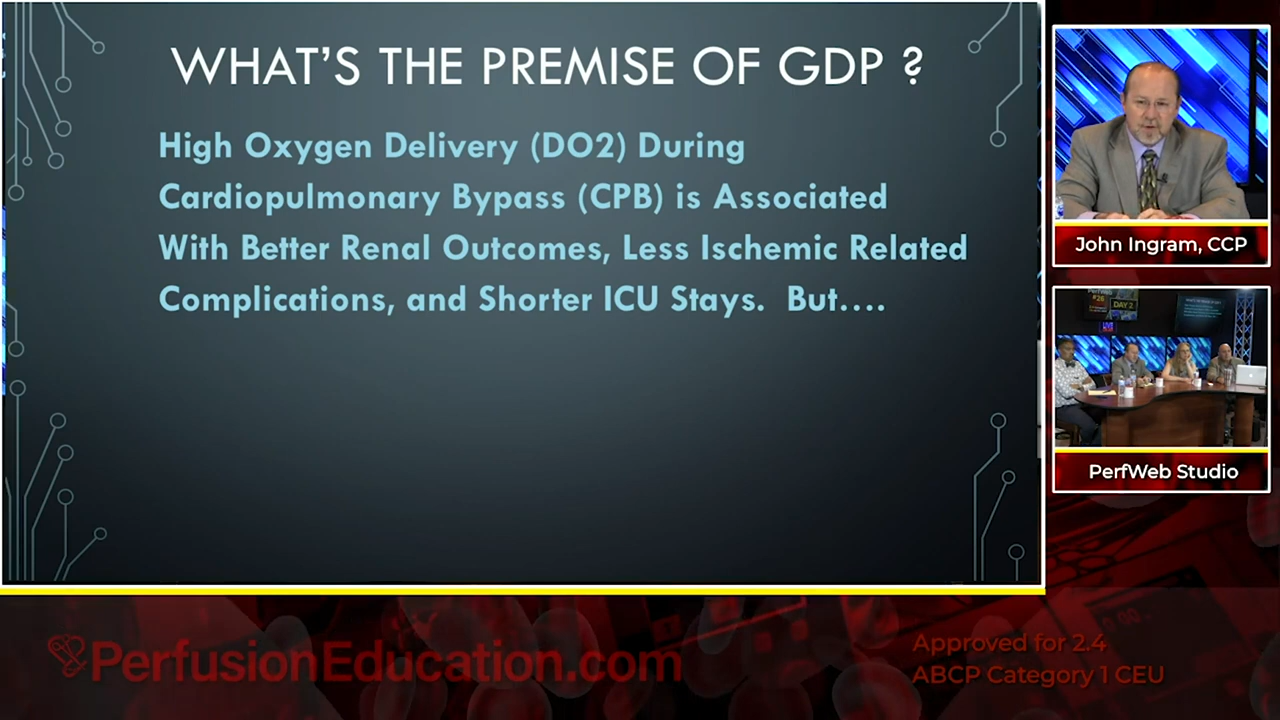 WHAT'S THE PREMISE OF GDP ?
High Oxygen Delivery (DO2) During
Cardiopulmonary Bypass (CPB) is Associated
With Better Renal Outcomes, Less Ischemic Related
Complications, and Shorter ICU Stays. But....
John Ingram, CCP
DAY 2
PerfWeb Studio
PerfusionEducation.com
Approved for 2.4
ABCP Category 1 CEU